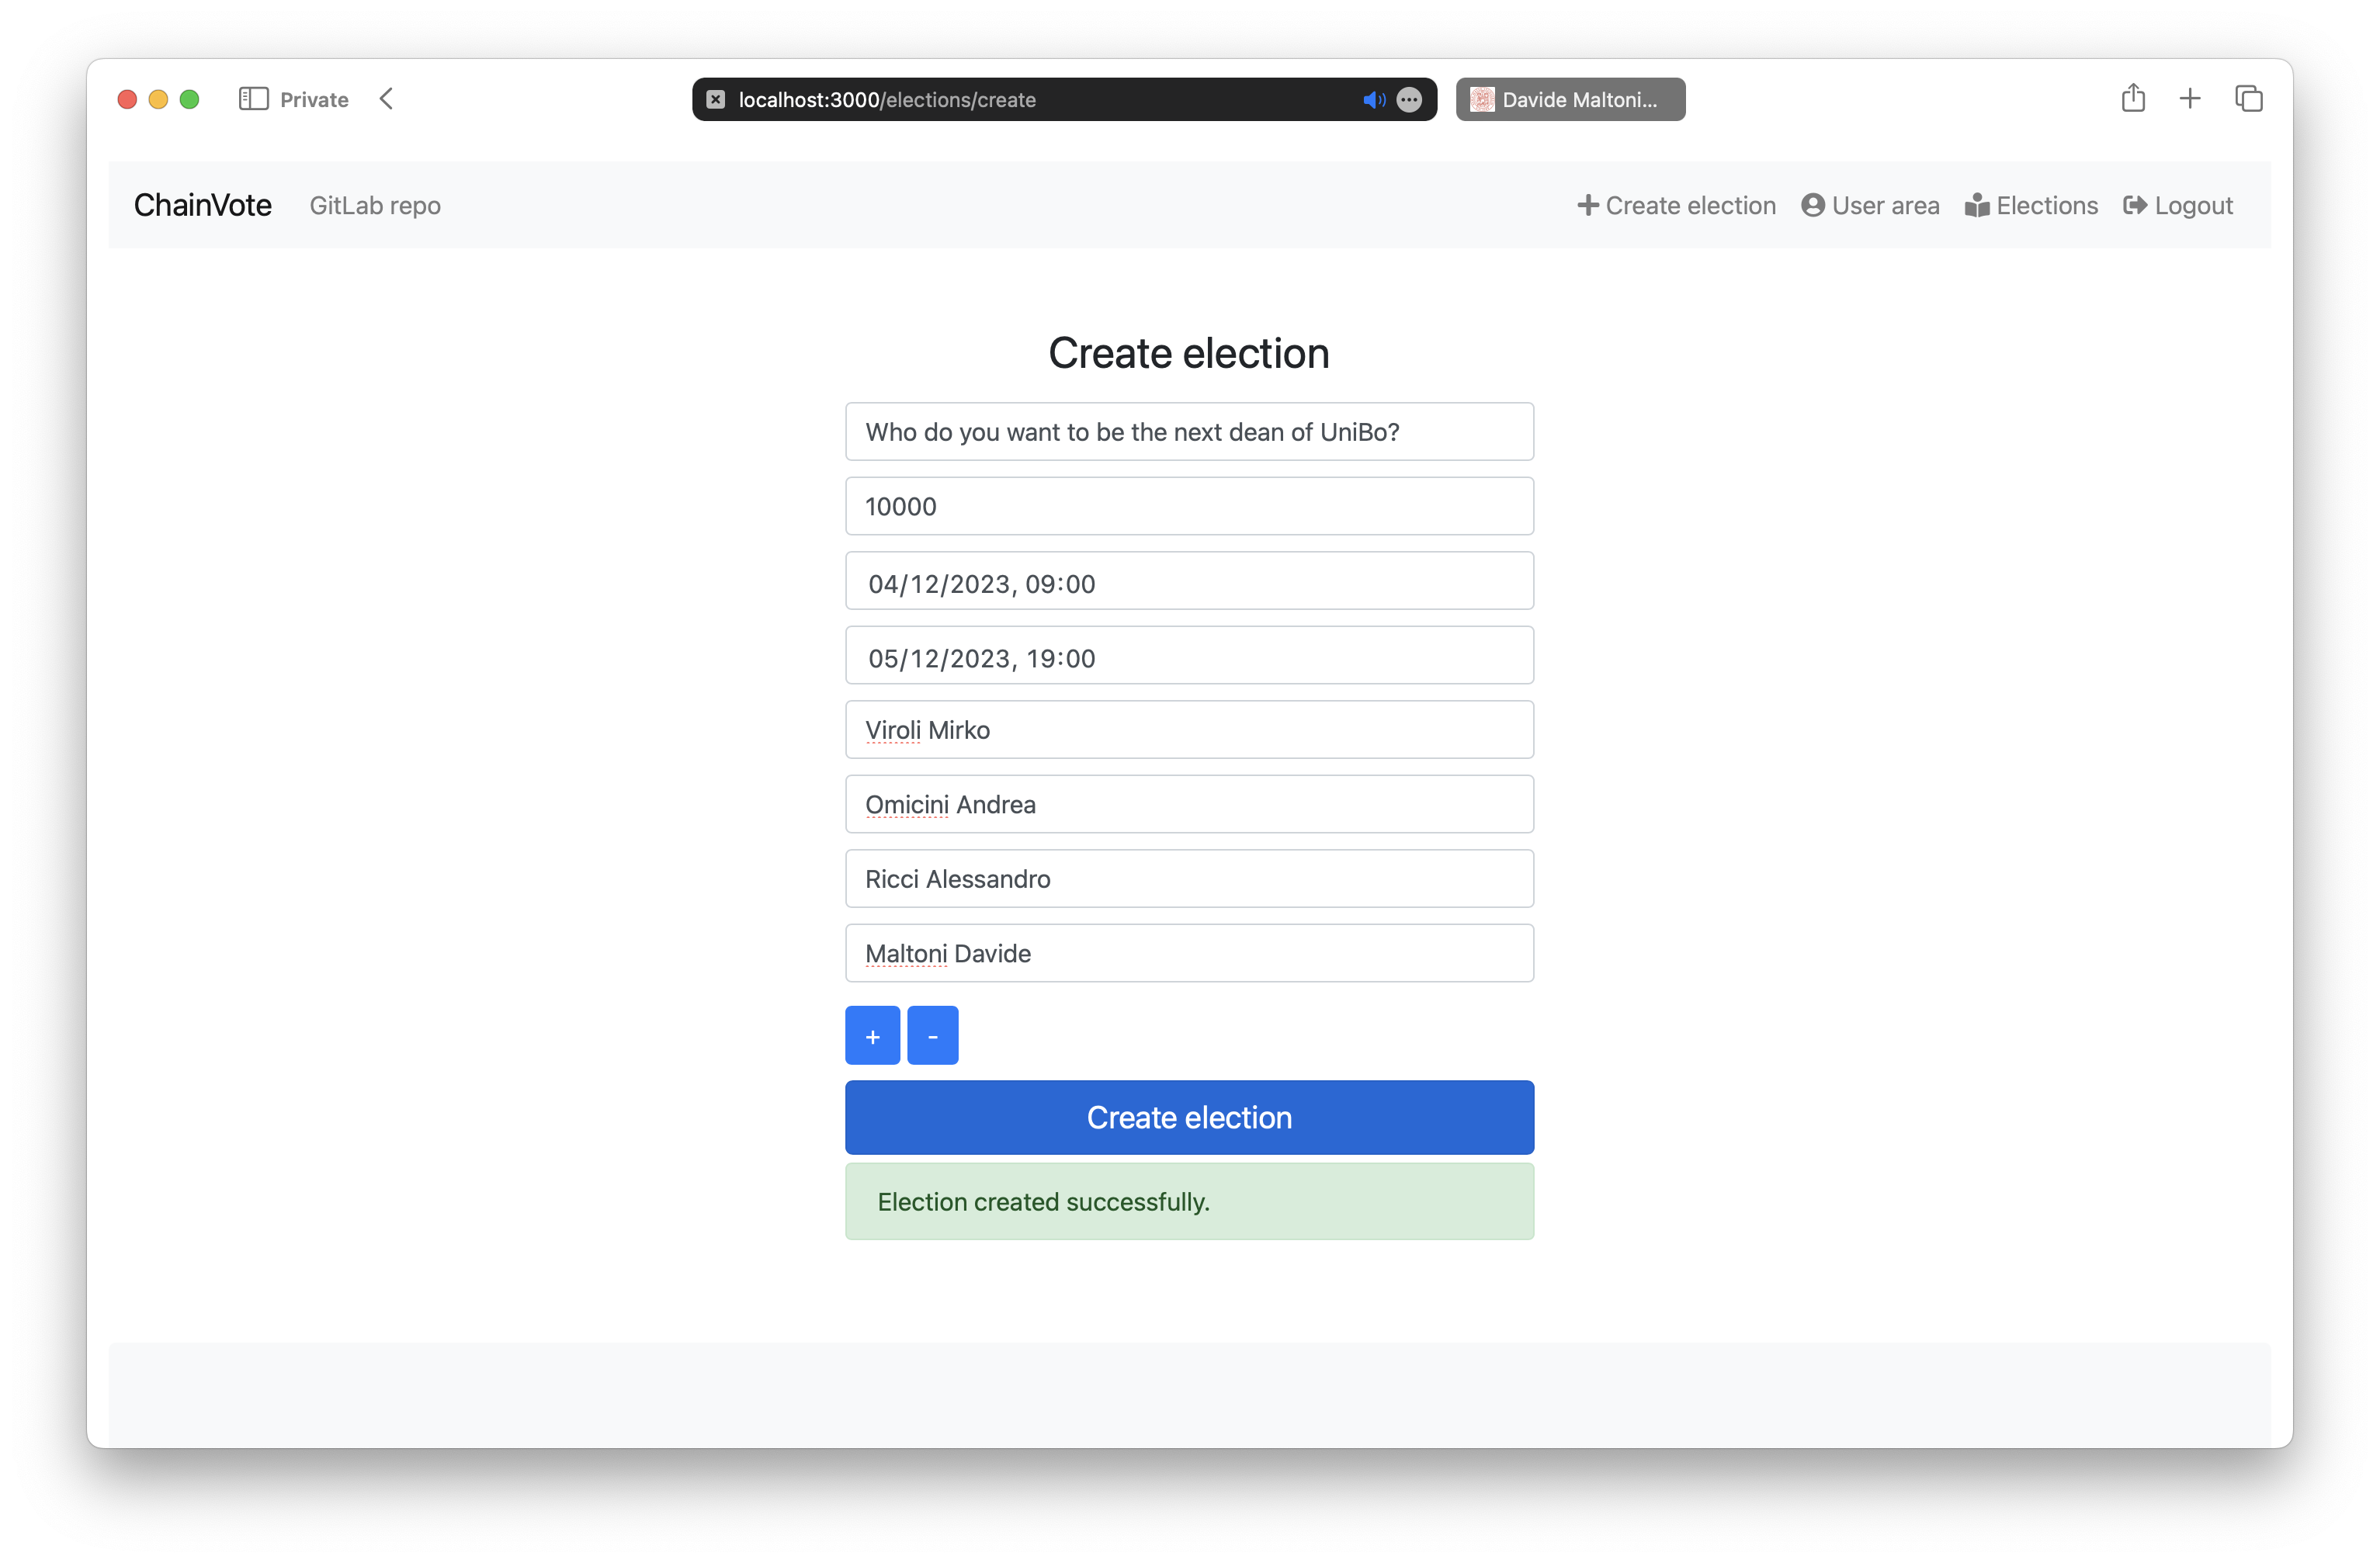 Private
localhost:3000/elections/create
Davide Maltoni...
ChainVote
GitLab repo
Create election
User area
Elections
Logout
Create election
Who do you want to be the next dean of UniBo?
10000
04/12/2023, 09:00
05/12/2023, 19:00
Viroli Mirko
Omicini Andrea
Ricci Alessandro
Maltoni Davide
+
-
Create election
Election created successfully.